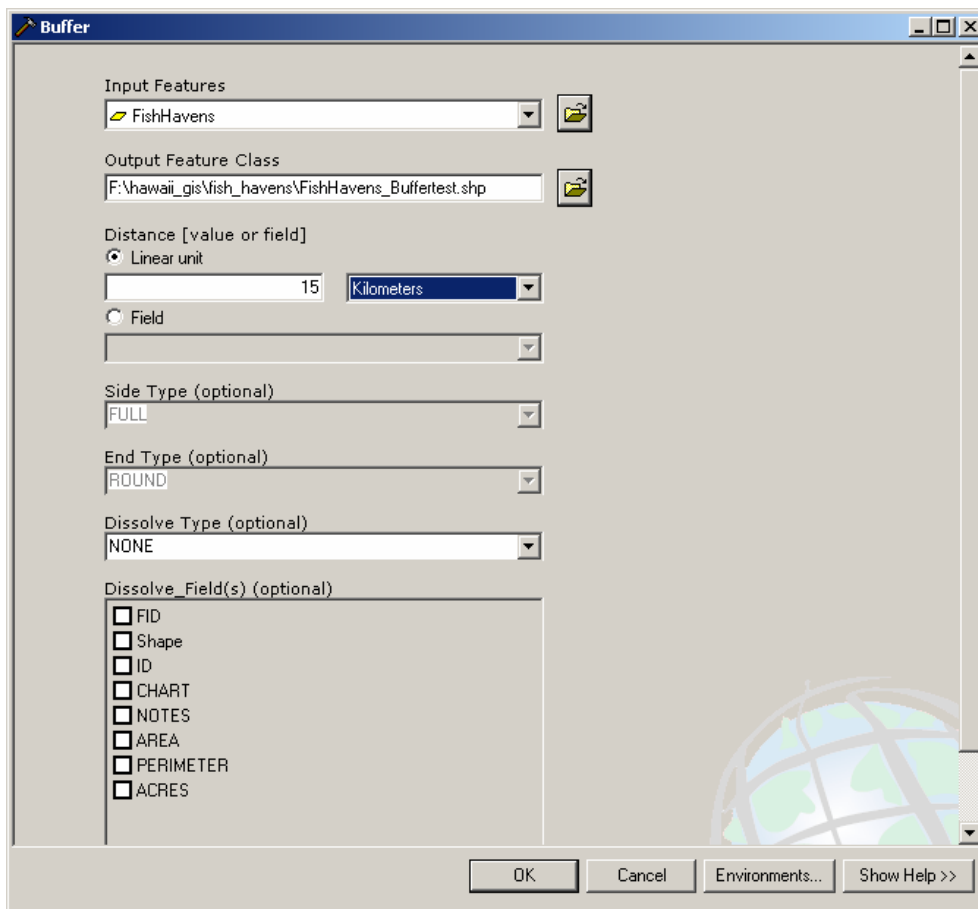 Buffer
Input Features
FishHavens
Output Feature Class
F:\hawaii_gis\fish_havens\FishHavens_Buffertest.shp
Distance [value or field]
Linear unit
15 Kilometers
Field
Side Type (optional)
FULL
End Type (optional)
ROUND
Dissolve Type (optional)
NONE
Dissolve_Field(s) (optional)
FID
Shape
ID
CHART
NOTES
AREA
PERIMETER
ACRES
OK Cancel Environments... Show Help >>